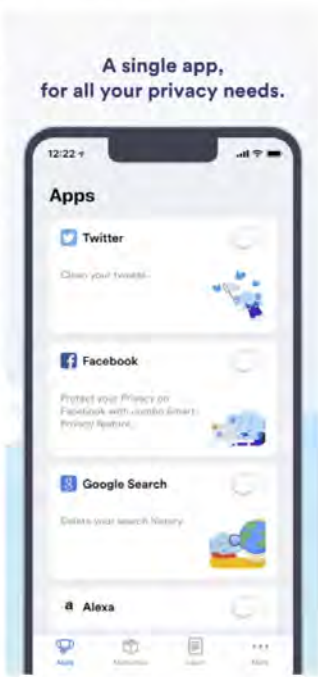 A single app,
for all your privacy needs.
12:22
Apps
Twitter
Clean your tweets.
Facebook
Protect your Privacy on
Facebook with Jumbo Smart
Privacy feature.
Google Search
Delete your search history
a Alexa
Apps
More